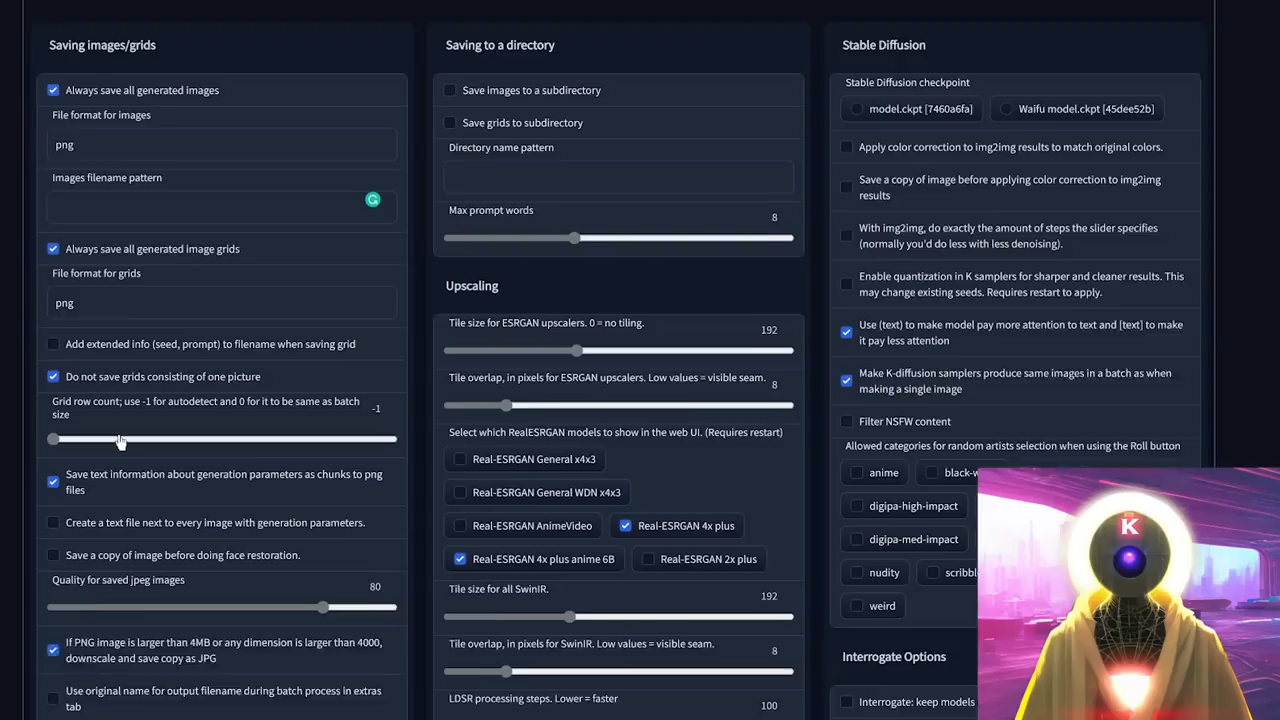 Saving images/grids
Always save all generated images
File format for images
png
Images filename pattern
Always save all generated image grids
File format for grids
png
Add extended info (seed, prompt) to filename when saving grid
Do not save grids consisting of one picture
Grid row count; use -1 for autodetect and 0 for it to be same as batch
size
-1
Save text information about generation parameters as chunks to png
files
Create a text file next to every image with generation parameters.
Save a copy of image before doing face restoration.
Quality for saved jpeg images
80
If PNG image is larger than 4MB or any dimension is larger than 4000,
downscale and save copy as JPG
Use original name for output filename during batch process in extras
tab
Saving to a directory
Save images to a subdirectory
Save grids to subdirectory
Directory name pattern
Max prompt words
8
Upscaling
Tile size for ESRGAN upscalers. 0 = no tiling.
192
Tile overlap, in pixels for ESRGAN upscalers. Low values = visible seam.
8
Select which RealESRGAN models to show in the web UI. (Requires restart)
Real-ESRGAN General x4x3
Real-ESRGAN General WDN x4x3
Real-ESRGAN AnimeVideo
Real-ESRGAN 4x plus
Real-ESRGAN 4x plus anime 6B
Real-ESRGAN 2x plus
Tile size for all SwinIR.
192
Tile overlap, in pixels for SwinIR. Low values = visible seam.
8
LDSR processing steps. Lower = faster
100
Stable Diffusion
Stable Diffusion checkpoint
model.ckpt [7460a6fa]
Waifu model.ckpt [45dee52b]
Apply color correction to img2img results to match original colors.
Save a copy of image before applying color correction to img2img
results
With img2img, do exactly the amount of steps the slider specifies
(normally you'd do less with less denoising).
Enable quantization in K samplers for sharper and cleaner results. This
may change existing seeds. Requires restart to apply.
Use (text) to make model pay more attention to text and [text] to make
it pay less attention
Make K-diffusion samplers produce same images in a batch as when
making a single image
Filter NSFW content
Allowed categories for random artists selection when using the Roll button
anime
digipa-high-impact
digipa-med-impact
nudity
weird
Interrogate Options
Interrogate: keep models
K